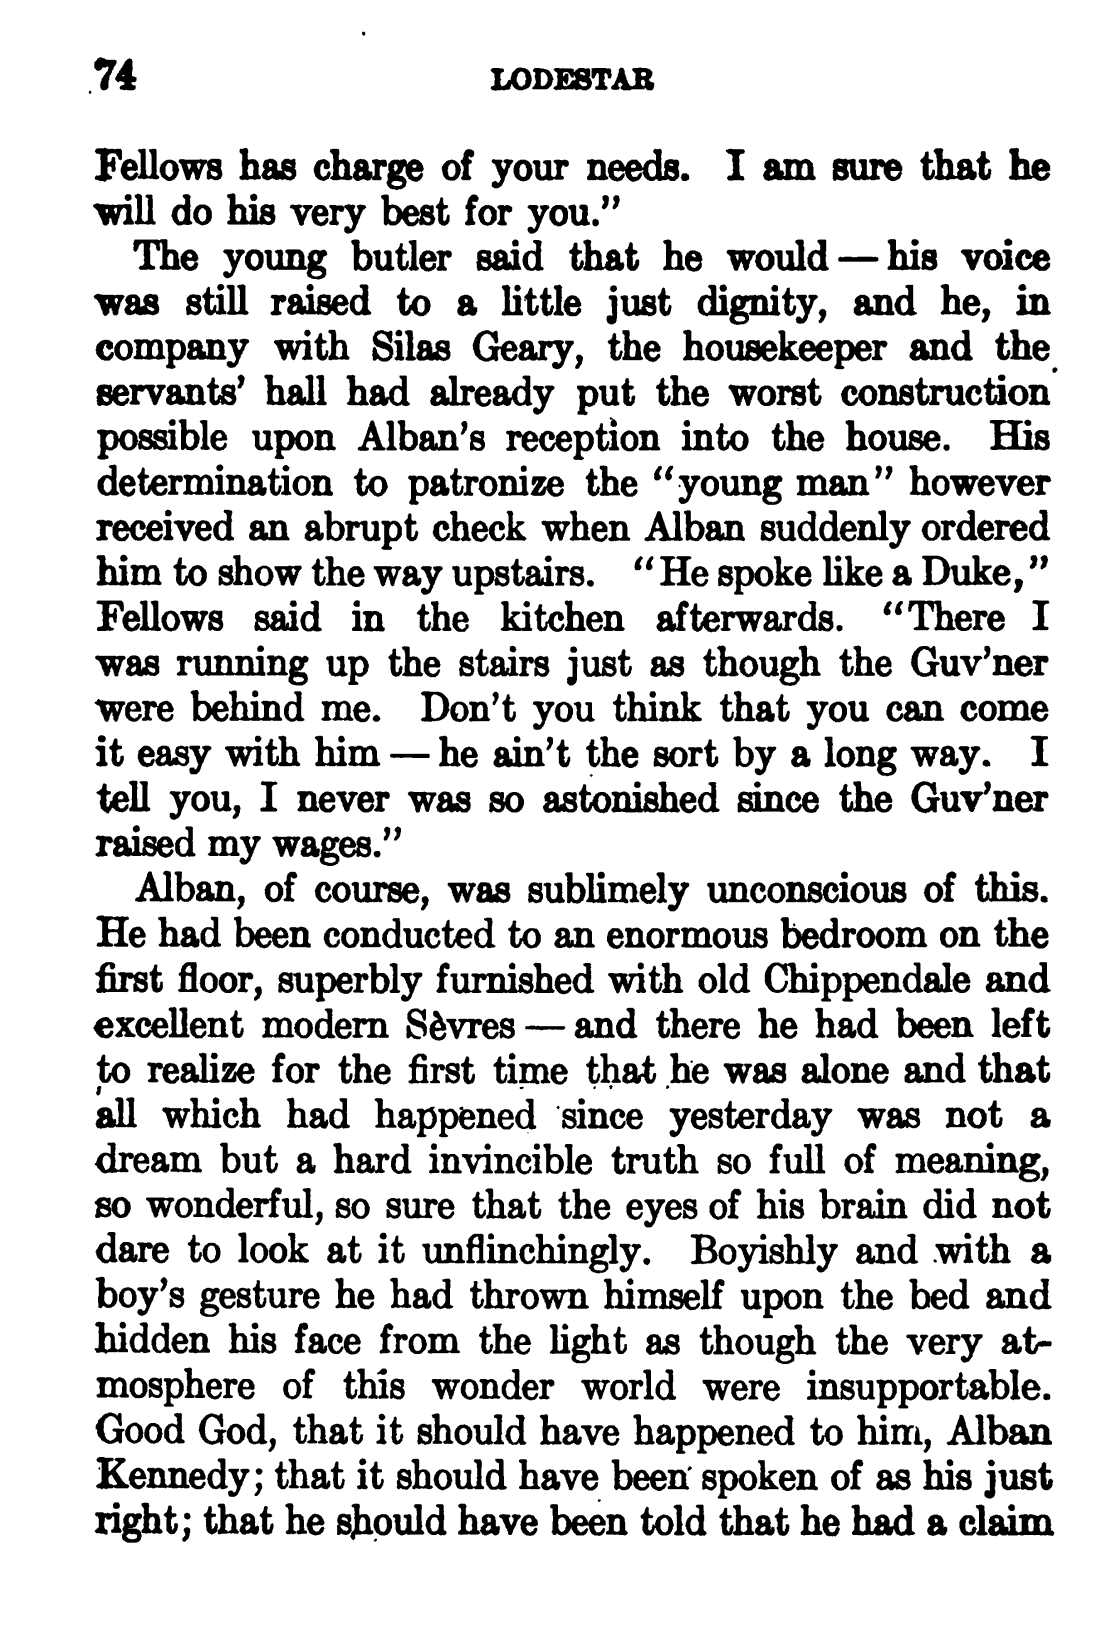 74 LODESTAR
Fellows has charge of your needs. I am sure that he
will do his very best for you.”
The young butler said that he would — his voice
was still raised to a little just dignity, and he, in
company with Silas Geary, the housekeeper and the
servants’ hall had already put the worst construction
possible upon Alban’s reception into the house. His
determination to patronize the “young man” however
received an abrupt check when Alban suddenly ordered
him to show the way upstairs. “He spoke like a Duke,”
Fellows said in the kitchen afterwards. “There I
was running up the stairs just as though the Guv’ner
were behind me. Don’t you think that you can come
it easy with him — he ain’t the sort by a long way. I
tell you, I never was so astonished since the Guv’ner
raised my wages.”
Alban, of course, was sublimely unconscious of this.
He had been conducted to an enormous bedroom on the
first floor, superbly furnished with old Chippendale and
excellent modern Sèvres — and there he had been left
to realize for the first time that he was alone and that
all which had happened since yesterday was not a
dream but a hard invincible truth so full of meaning,
so wonderful, so sure that the eyes of his brain did not
dare to look at it unflinchingly. Boyishly and with a
boy’s gesture he had thrown himself upon the bed and
hidden his face from the light as though the very at-
mosphere of this wonder world were insupportable.
Good God, that it should have happened to him, Alban
Kennedy; that it should have been spoken of as his just
right; that he should have been told that he had a claim